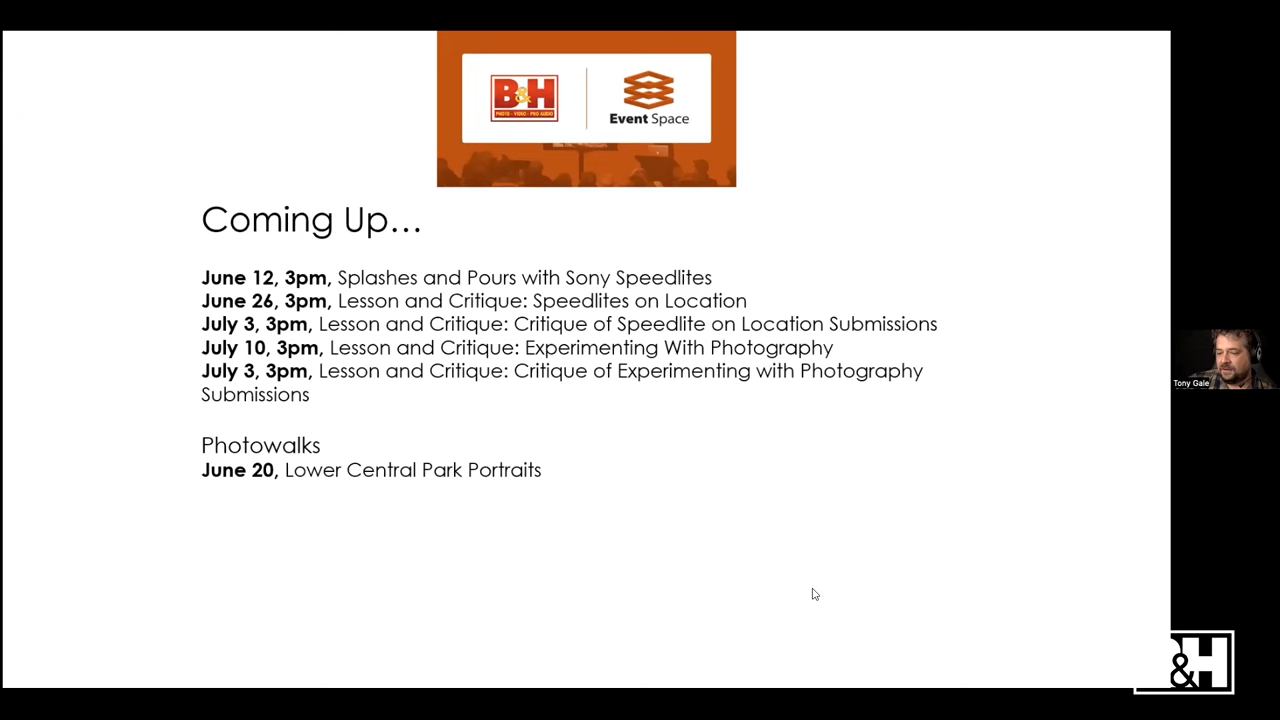 B&H
PHOTO · VIDEO · PRO AUDIO
Event Space
Coming Up...
June 12, 3pm, Splashes and Pours with Sony Speedlites
June 26, 3pm, Lesson and Critique: Speedlites on Location
July 3, 3pm, Lesson and Critique: Critique of Speedlite on Location Submissions
July 10, 3pm, Lesson and Critique: Experimenting With Photography
July 3, 3pm, Lesson and Critique: Critique of Experimenting with Photography
Submissions
Photowalks
June 20, Lower Central Park Portraits
Tony Gale
B&H